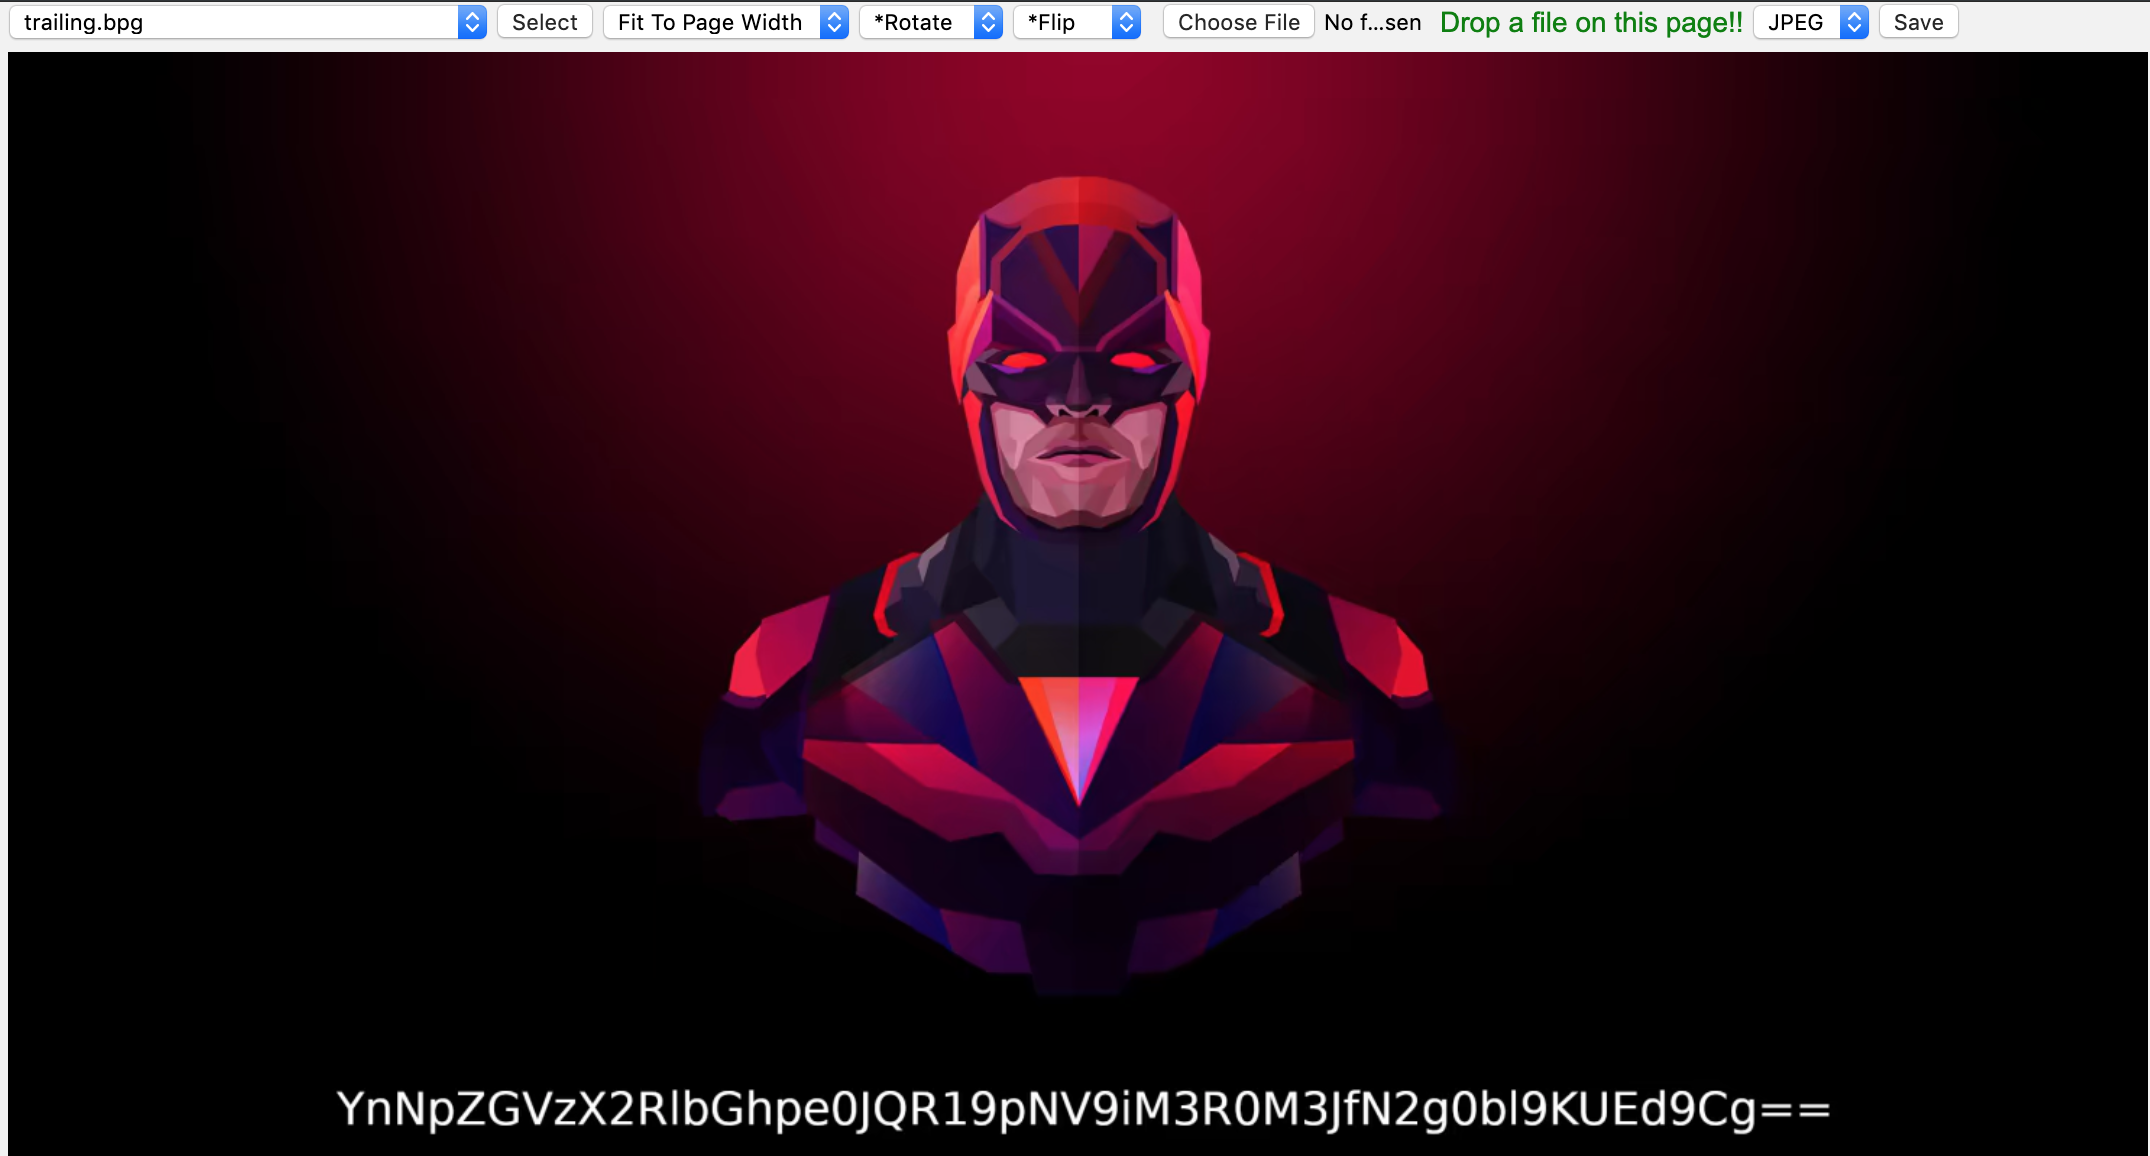 trailing.bpg Select Fit To Page Width *Rotate *Flip Choose File No f...sen Drop a file on this page!! JPEG Save
YnNpZGVzX2RlbGhpe0JQR19pNV9iM3R0M3JfN2g0bl9KUEd9Cg==